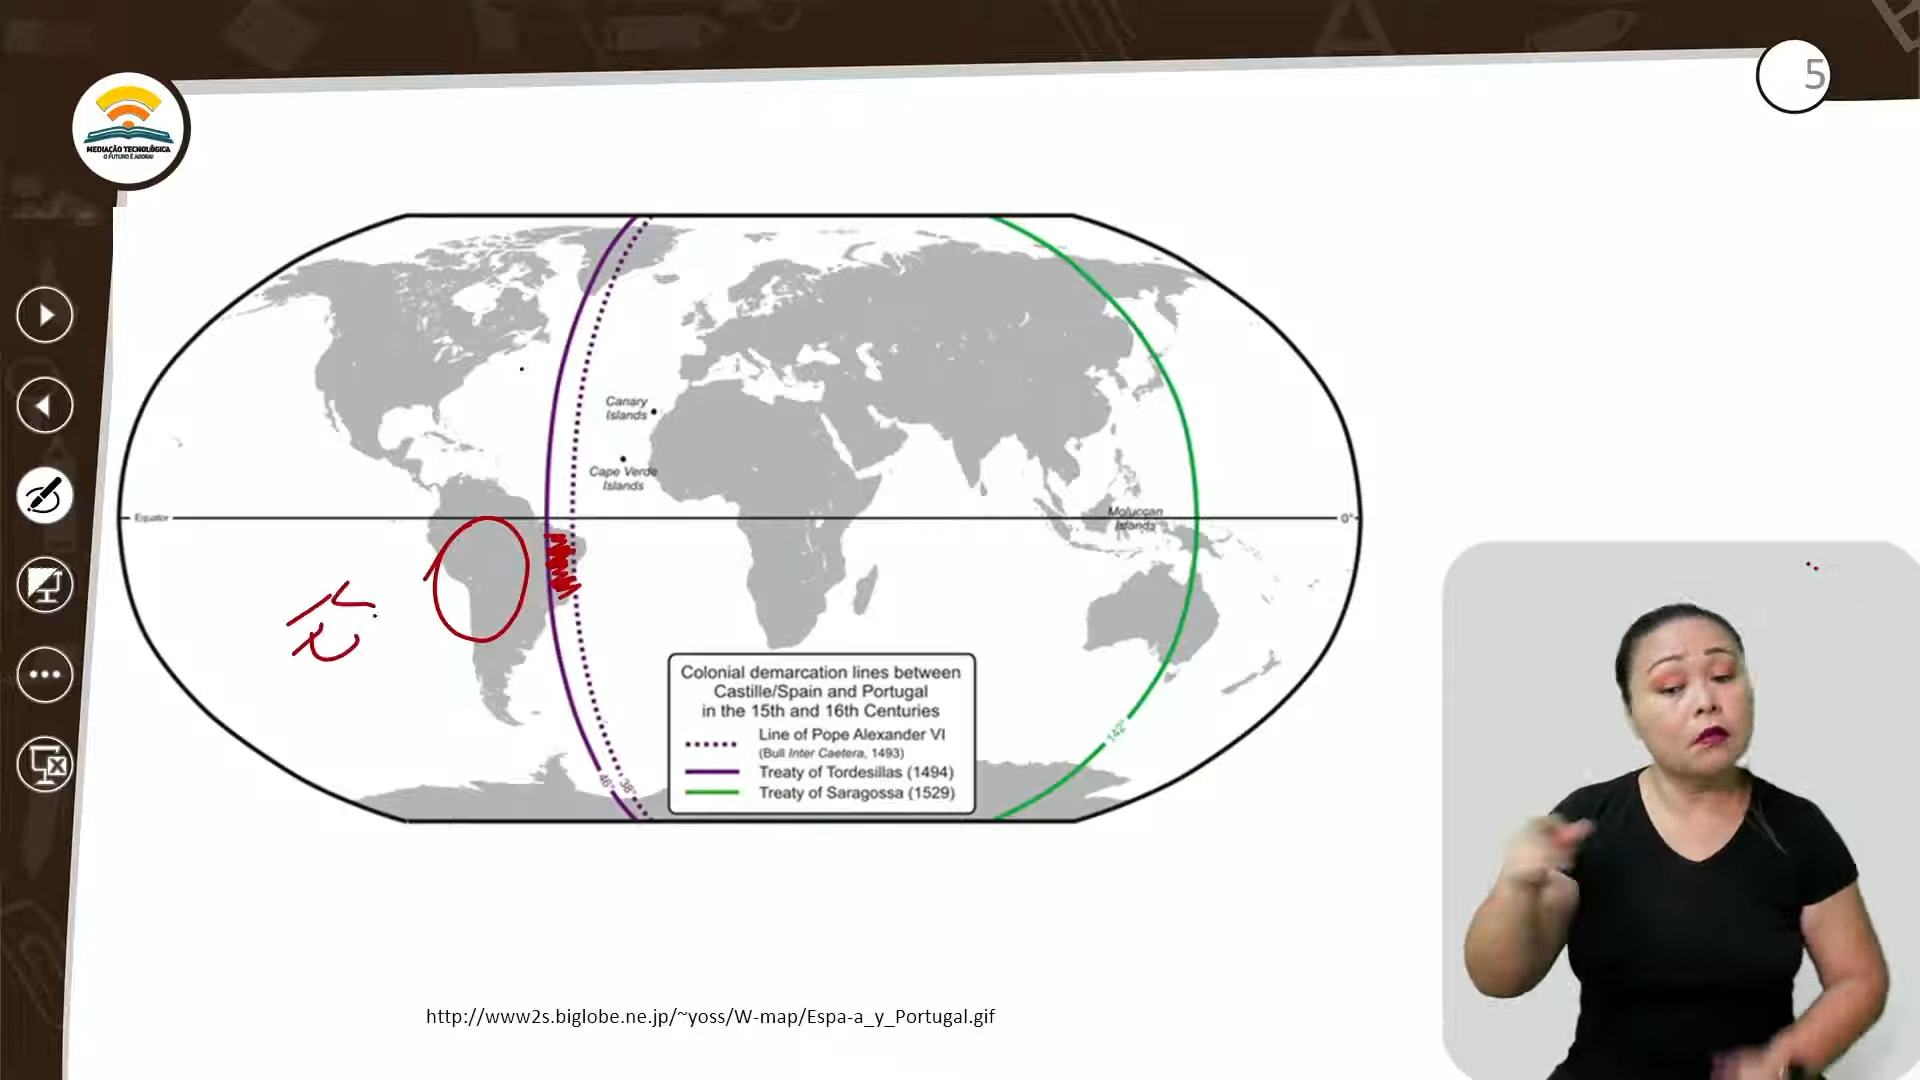 5
MEDIAÇÃO TECNOLÓGICA
O FUTURO É AGORA!
Canary
Islands
Cape Verde
Islands
Equator
0°
Moluccan
Islands
142°
46°
38°
Colonial demarcation lines between
Castille/Spain and Portugal
in the 15th and 16th Centuries
Line of Pope Alexander VI
(Bull Inter Caetera, 1493)
Treaty of Tordesillas (1494)
Treaty of Saragossa (1529)
http://www2s.biglobe.ne.jp/~yoss/W-map/Espa-a_y_Portugal.gif